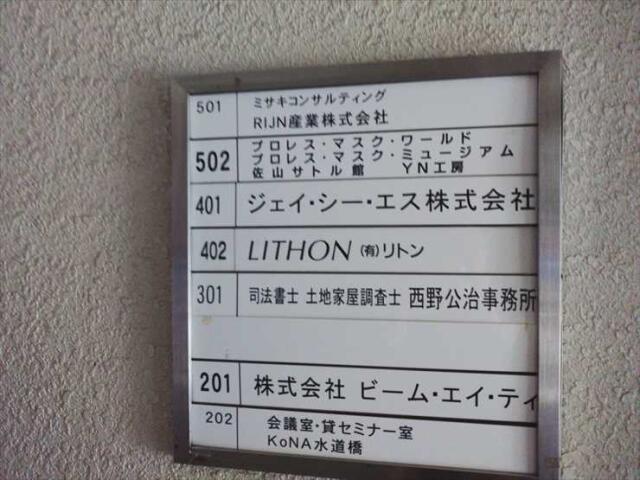 501 ミサキコンサルティング
RIJN産業株式会社
502 プロレス・マスク・ワールド
プロレス・マスク・ミュージアム
佐山サトル館 YN工房
401 ジェイ・シー・エス株式会社
402 LITHON (有)リトン
301 司法書士 土地家屋調査士 西野公治事務所
201 株式会社 ビーム・エイ・ティ
202 会議室・貸セミナー室
KoNA水道橋